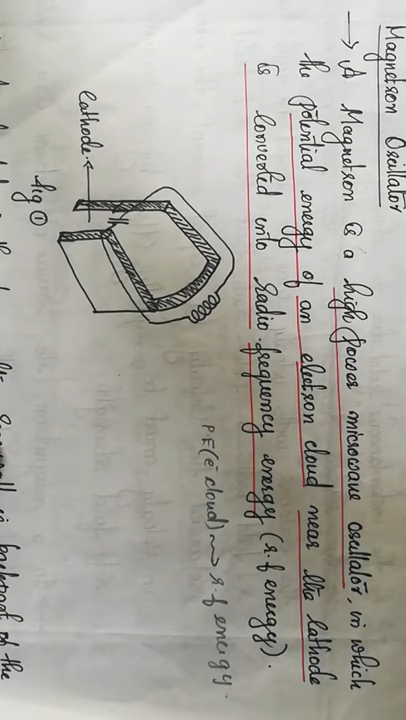 Magnetron Oscillator
→ A Magnetron is a high power microwave oscillator, in which
the potential energy of an electron cloud near the cathode
is converted into radio-frequency energy (r.f energy).
PE(e⁻ cloud) ⟿ r.f energy.
Cathode
fig ①